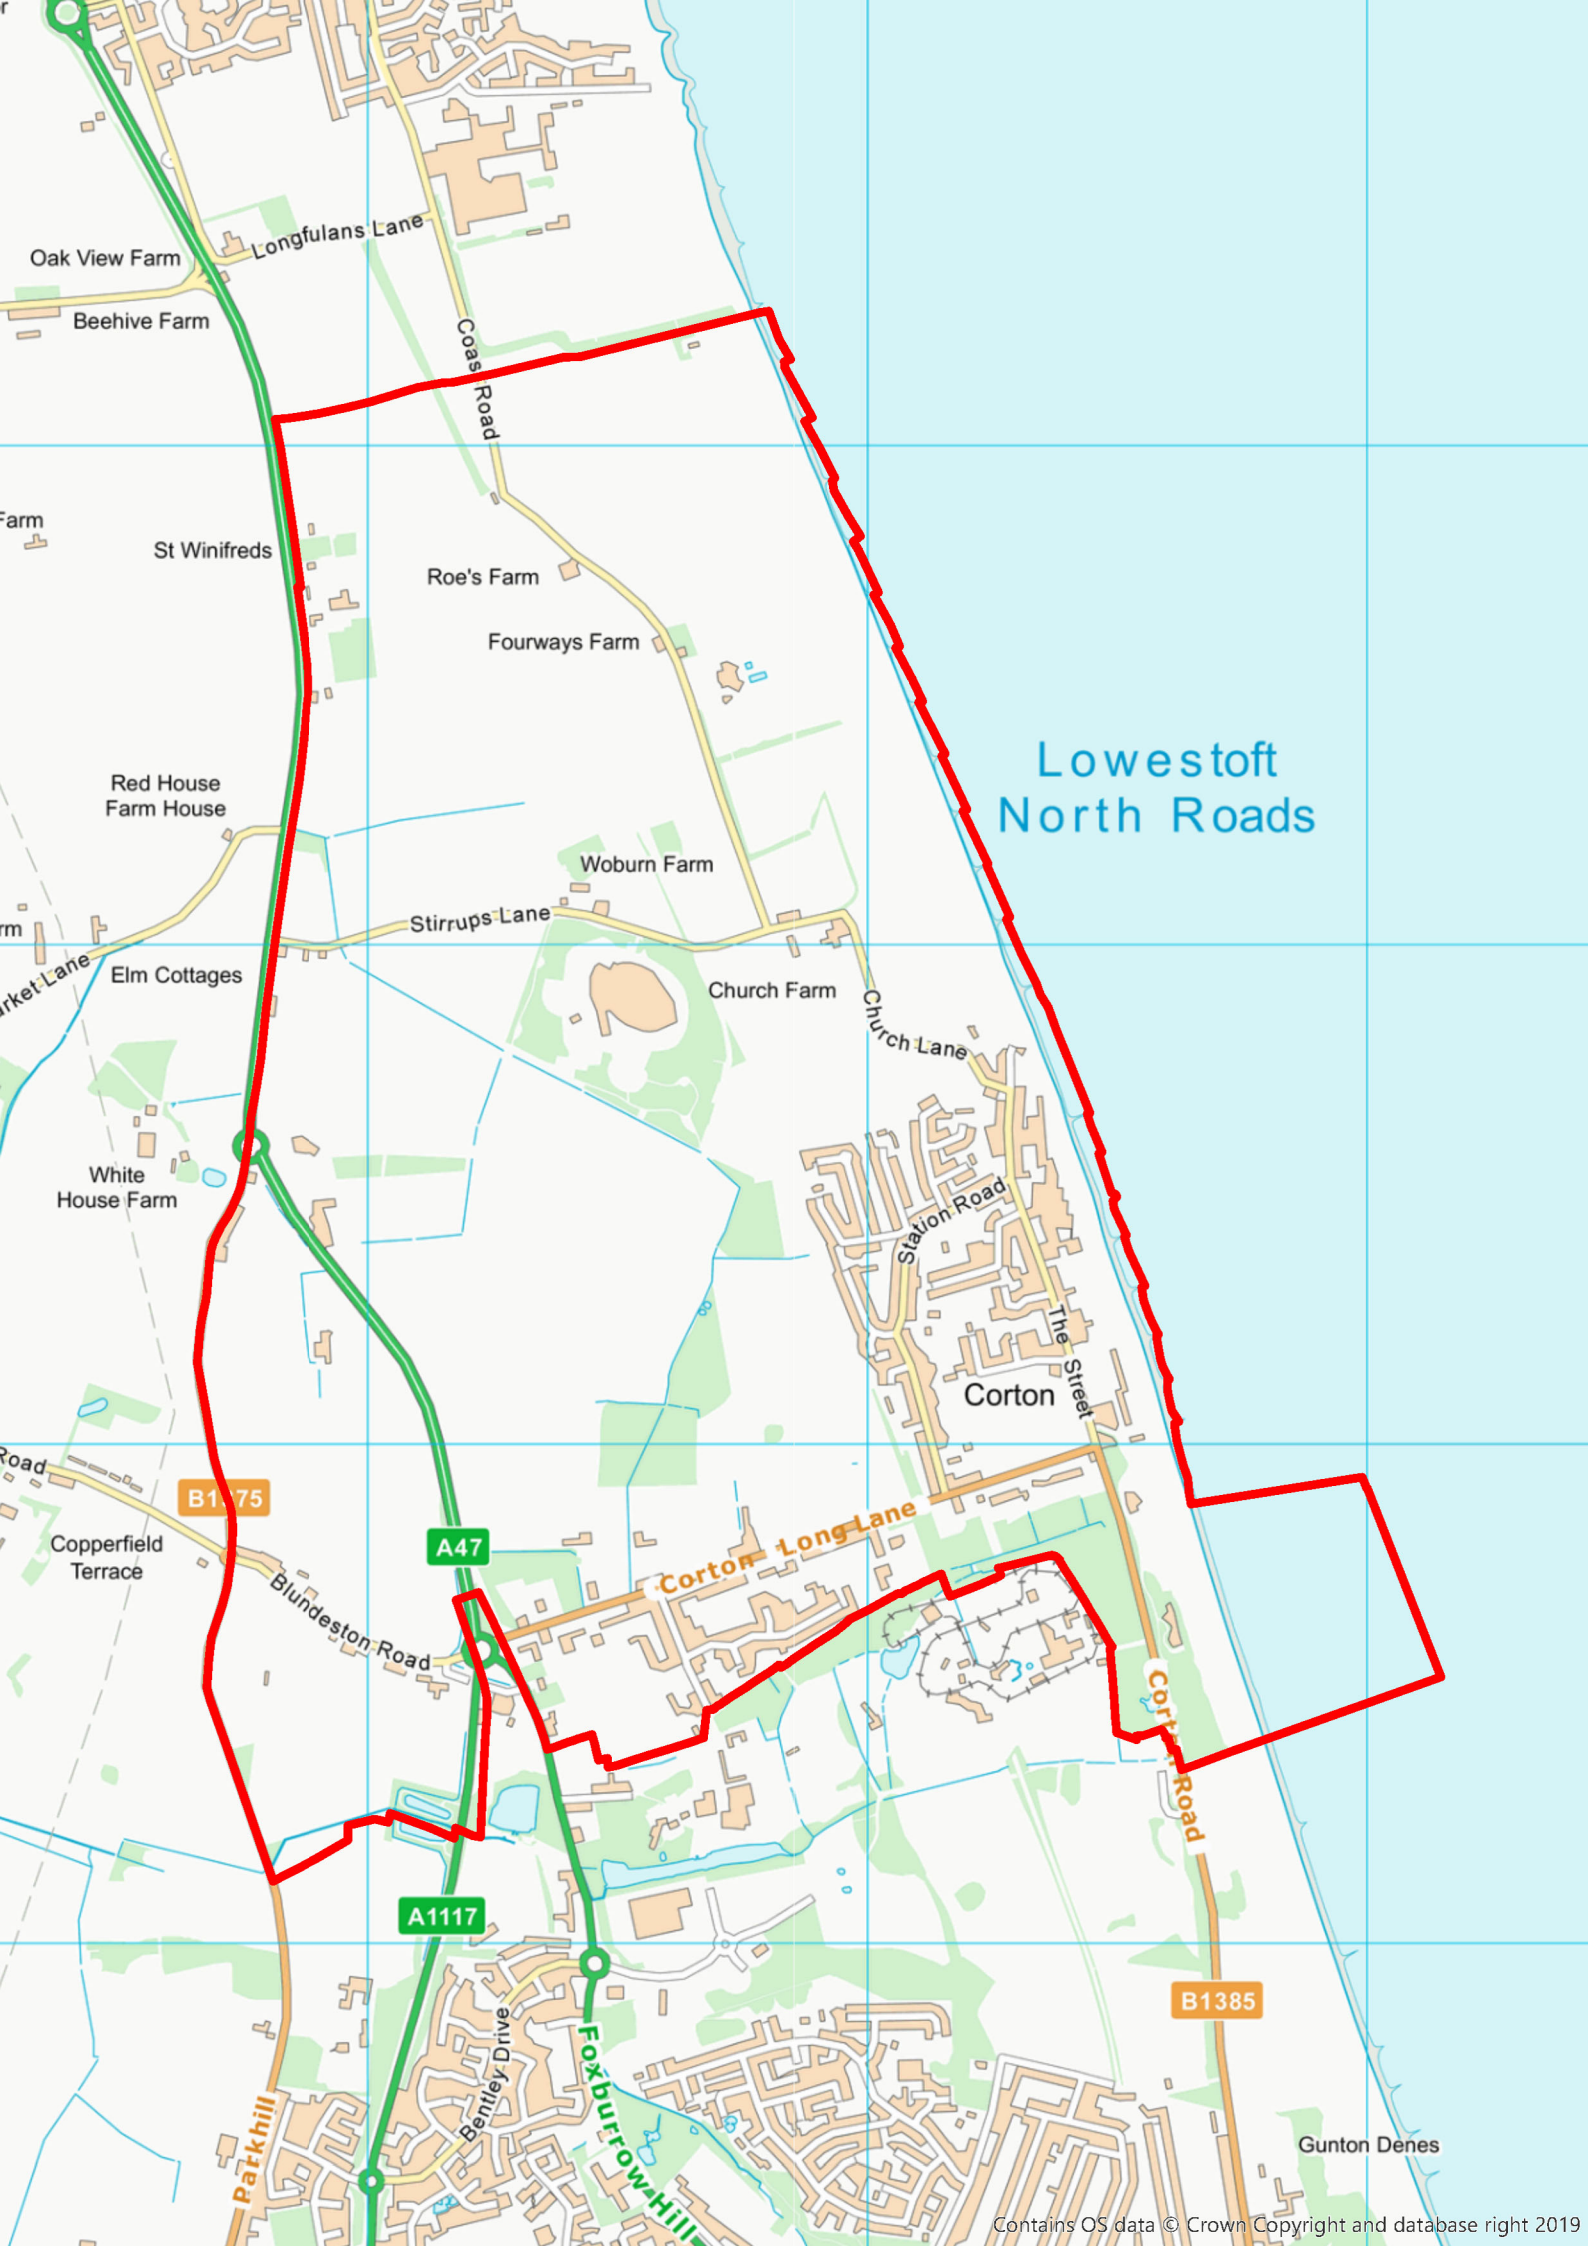 Longfulans Lane
Oak View Farm
Beehive Farm
Coast Road
Farm
St Winifreds
Roe's Farm
Fourways Farm
Lowestoft
North Roads
Red House
Farm House
Woburn Farm
Stirrups Lane
Elm Cottages
Church Farm
Church Lane
White
House Farm
Station Road
The Street
Corton
Road
B1375
Copperfield
Terrace
A47
Corton Long Lane
Blundeston Road
Corton Road
A1117
B1385
Bentley Drive
Foxburrow Hill
Parkhill
Gunton Denes
Contains OS data © Crown Copyright and database right 2019